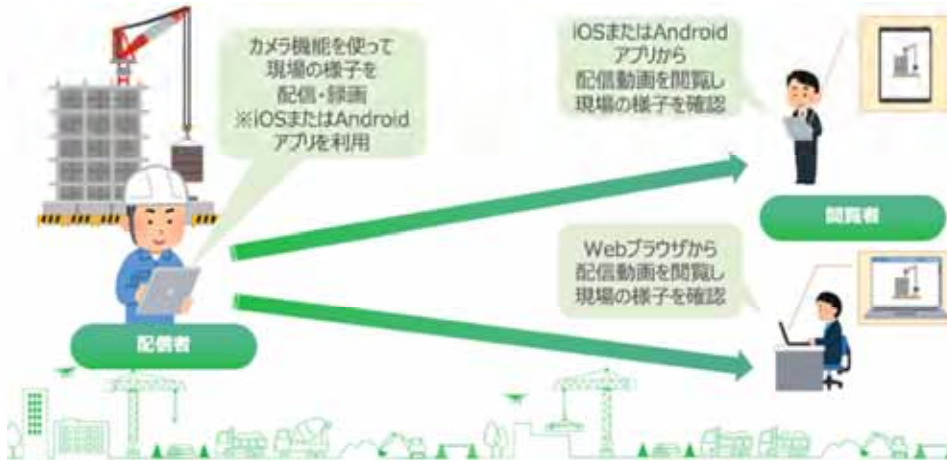 カメラ機能を使って
現場の様子を
配信・録画
※iOSまたはAndroid
アプリを利用
配信者
iOSまたはAndroid
アプリから
配信動画を閲覧し
現場の様子を確認
閲覧者
Webブラウザから
配信動画を閲覧し
現場の様子を確認